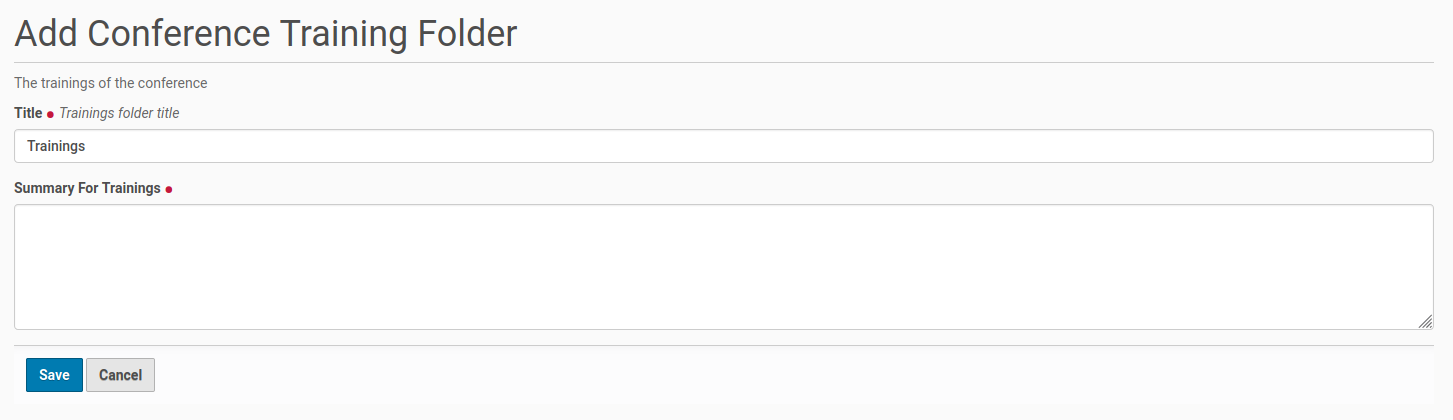 Add Conference Training Folder
The trainings of the conference
Title Trainings folder title
Trainings
Summary For Trainings
Save Cancel